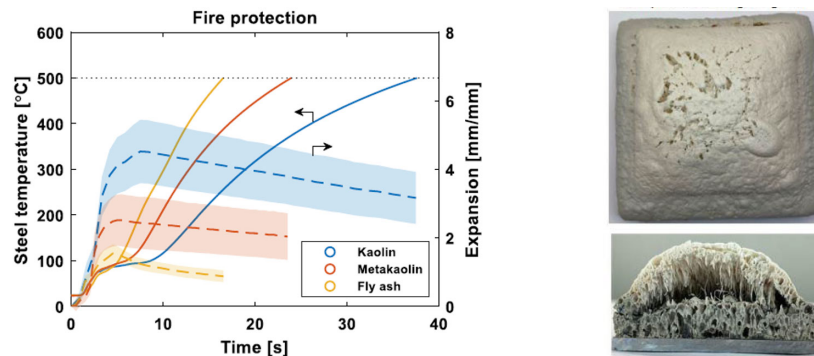 Fire protection
600
500
400
300
200
100
0
Steel temperature [°C]
8
6
4
2
0
Expansion [mm/mm]
Kaolin
Metakaolin
Fly ash
0
10
20
30
40
Time [s]